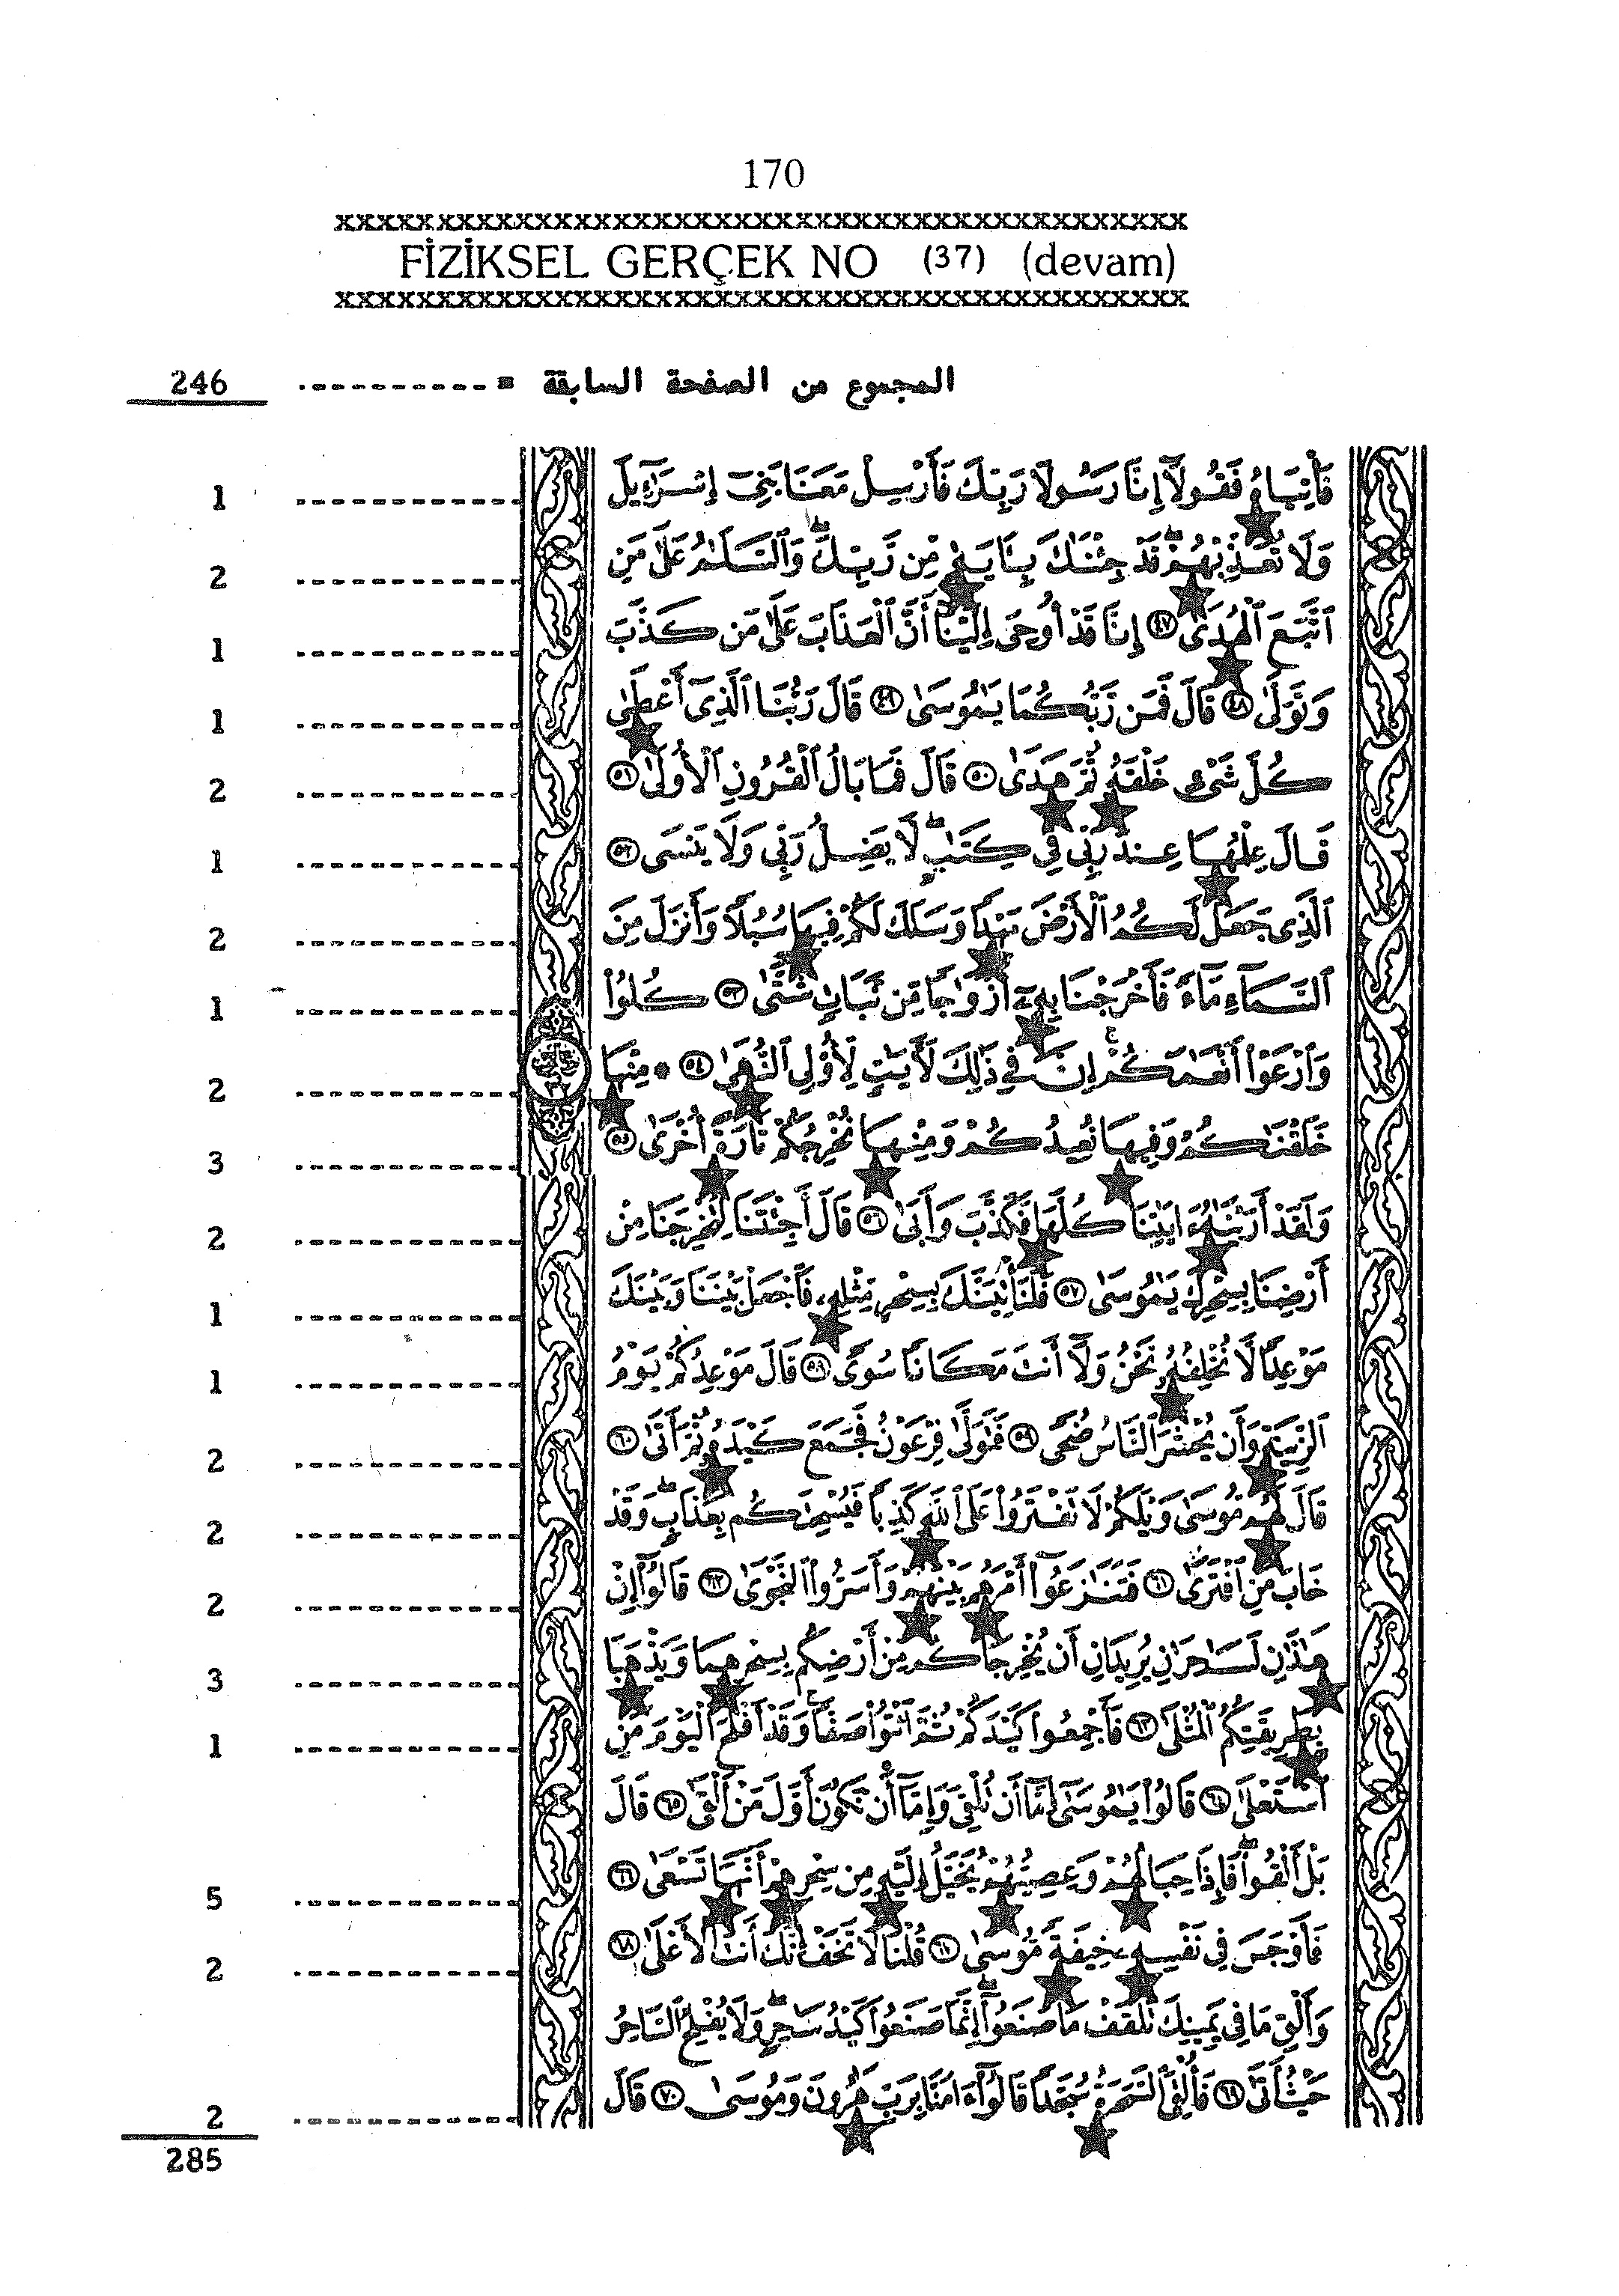 170
xxxxxxxxxxxxxxxxxxxxxxxxxxxxxxxxxxxxxxxxxxx
FİZİKSEL GERÇEK NO (37) (devam)
xxxxxxxxxxxxxxxxxxxxxxxxxxxxxxxxxxxxxxxxxxx
المجموع من الصفحة السابقة = ----------. 246
فَأْتِيَاهُ فَقُولَآ إِنَّا رَسُولَا رَبِّكَ فَأَرْسِلْ مَعَنَا بَنِىٓ إِسْرَٰٓءِيلَ 1
وَلَا تُعَذِّبْهُمْ ۖ قَدْ جِئْنَٰكَ بِـَٔايَةٍ مِّن رَّبِّكَ ۖ وَٱلسَّلَٰمُ عَلَىٰ مَنِ 2
ٱتَّبَعَ ٱلْهُدَىٰٓ ٤٧ إِنَّا قَدْ أُوحِىَ إِلَيْنَآ أَنَّ ٱلْعَذَابَ عَلَىٰ مَن كَذَّبَ 1
وَتَوَلَّىٰ ٤٨ قَالَ فَمَن رَّبُّكُمَا يَٰمُوسَىٰ ٤٩ قَالَ رَبُّنَا ٱلَّذِىٓ أَعْطَىٰ 1
كُلَّ شَىْءٍ خَلْقَهُۥ ثُمَّ هَدَىٰ ٥٠ قَالَ فَمَا بَالُ ٱلْقُرُونِ ٱلْأُولَىٰ ٥١ 2
قَالَ عِلْمُهَا عِندَ رَبِّى فِى كِتَٰبٍ ۖ لَّا يَضِلُّ رَبِّى وَلَا يَنسَى ٥٢ 1
ٱلَّذِى جَعَلَ لَكُمُ ٱلْأَرْضَ مَهْدًا وَسَلَكَ لَكُمْ فِيهَا سُبُلًا وَأَنزَلَ مِنَ 2
ٱلسَّمَآءِ مَآءً فَأَخْرَجْنَا بِهِۦٓ أَزْوَٰجًا مِّن نَّبَاتٍ شَتَّىٰ ٥٣ كُلُوا۟ 1
وَٱرْعَوْا۟ أَنْعَٰمَكُمْ ۗ إِنَّ فِى ذَٰلِكَ لَـَٔايَٰتٍ لِّأُو۟لِى ٱلنُّهَىٰ ٥٤ ۞ مِنْهَا 2
خَلَقْنَٰكُمْ وَفِيهَا نُعِيدُكُمْ وَمِنْهَا نُخْرِجُكُمْ تَارَةً أُخْرَىٰ ٥٥ 3
وَلَقَدْ أَرَيْنَٰهُ ءَايَٰتِنَا كُلَّهَا فَكَذَّبَ وَأَبَىٰ ٥٦ قَالَ أَجِئْتَنَا لِتُخْرِجَنَا مِنْ 2
أَرْضِنَا بِسِحْرِكَ يَٰمُوسَىٰ ٥٧ فَلَنَأْتِيَنَّكَ بِسِحْرٍ مِّثْلِهِۦ فَٱجْعَلْ بَيْنَنَا وَبَيْنَكَ 1
مَوْعِدًا لَّا نُخْلِفُهُۥ نَحْنُ وَلَآ أَنتَ مَكَانًا سُوًى ٥٨ قَالَ مَوْعِدُكُمْ يَوْمُ 1
ٱلزِّينَةِ وَأَن يُحْشَرَ ٱلنَّاسُ ضُحًى ٥٩ فَتَوَلَّىٰ فِرْعَوْنُ فَجَمَعَ كَيْدَهُۥ ثُمَّ أَتَىٰ ٦٠ 2
قَالَ لَهُم مُّوسَىٰ وَيْلَكُمْ لَا تَفْتَرُوا۟ عَلَى ٱللَّهِ كَذِبًا فَيُسْحِتَكُم بِعَذَابٍ ۖ وَقَدْ 2
خَابَ مَنِ ٱفْتَرَىٰ ٦١ فَتَنَٰزَعُوٓا۟ أَمْرَهُم بَيْنَهُمْ وَأَسَرُّوا۟ ٱلنَّجْوَىٰ ٦٢ قَالُوٓا۟ إِنْ 2
هَٰذَٰنِ لَسَٰحِرَٰنِ يُرِيدَانِ أَن يُخْرِجَاكُم مِّنْ أَرْضِكُم بِسِحْرِهِمَا وَيَذْهَبَا 3
بِطَرِيقَتِكُمُ ٱلْمُثْلَىٰ ٦٣ فَأَجْمِعُوا۟ كَيْدَكُمْ ثُمَّ ٱئْتُوا۟ صَفًّا ۚ وَقَدْ أَفْلَحَ ٱلْيَوْمَ مَنِ 1
ٱسْتَعْلَىٰ ٦٤ قَالُوا۟ يَٰمُوسَىٰٓ إِمَّآ أَن تُلْقِىَ وَإِمَّآ أَن نَّكُونَ أَوَّلَ مَنْ أَلْقَىٰ ٦٥ قَالَ
بَلْ أَلْقُوا۟ ۖ فَإِذَا حِبَالُهُمْ وَعِصِيُّهُمْ يُخَيَّلُ إِلَيْهِ مِن سِحْرِهِمْ أَنَّهَا تَسْعَىٰ ٦٦ 5
فَأَوْجَسَ فِى نَفْسِهِۦ خِيفَةً مُّوسَىٰ ٦٧ قُلْنَا لَا تَخَفْ إِنَّكَ أَنتَ ٱلْأَعْلَىٰ ٦٨ 2
وَأَلْقِ مَا فِى يَمِينِكَ تَلْقَفْ مَا صَنَعُوٓا۟ ۖ إِنَّمَا صَنَعُوا۟ كَيْدُ سَٰحِرٍ ۖ وَلَا يُفْلِحُ ٱلسَّاحِرُ
حَيْثُ أَتَىٰ ٦٩ فَأُلْقِىَ ٱلسَّحَرَةُ سُجَّدًا قَالُوٓا۟ ءَامَنَّا بِرَبِّ هَٰرُونَ وَمُوسَىٰ ٧٠ قَالَ 2
285